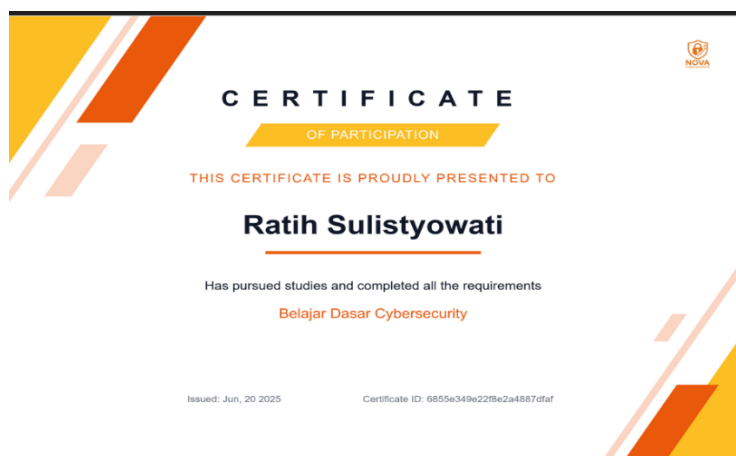 NOVA
CERTIFICATE
OF PARTICIPATION
THIS CERTIFICATE IS PROUDLY PRESENTED TO
Ratih Sulistyowati
Has pursued studies and completed all the requirements
Belajar Dasar Cybersecurity
Issued: Jun, 20 2025 Certificate ID: 6855e349e22f8e2a4887dfaf